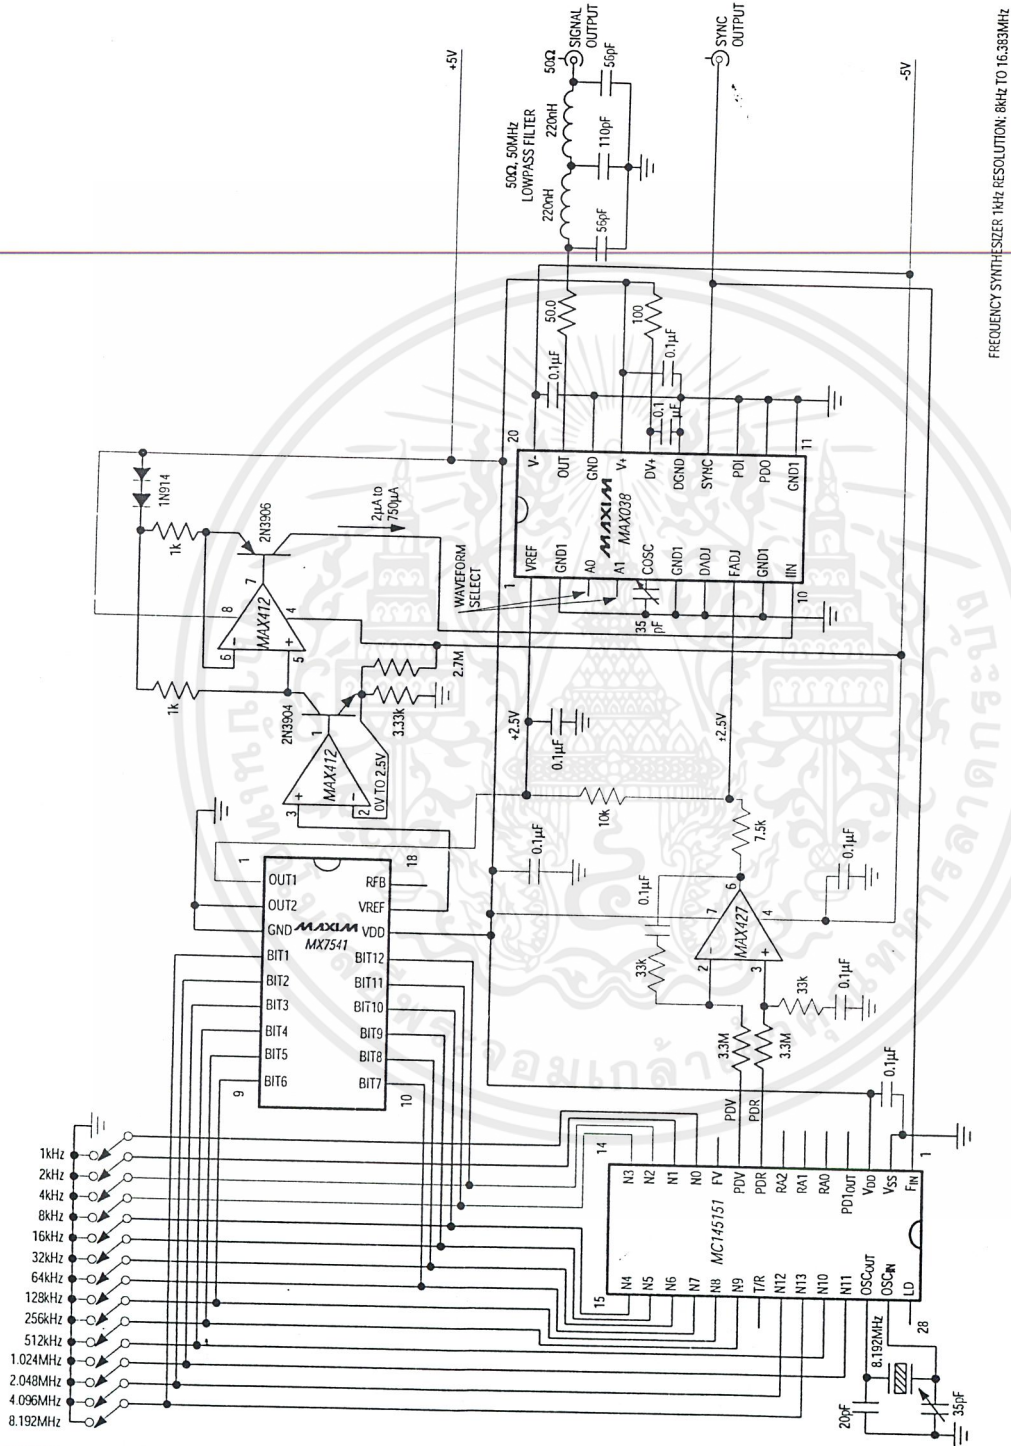 +5V
50Ω
SIGNAL
OUTPUT
56pF
SYNC
OUTPUT
-5V
50Ω, 50MHz
LOWPASS FILTER
220nH
220nH
110pF
56pF
FREQUENCY SYNTHESIZER 1kHz RESOLUTION; 8kHz TO 16.383MHz
1N914
1k
1k
2N3906
2µA to
750µA
7
8
4
MAX412
6
5
-
+
2N3904
1
MAX412
3
2
+
-
0V TO 2.5V
3.33k
2.7M
WAVEFORM
SELECT
50.0
100
0.1µF
0.1µF
0.1
µF
20
11
V-
OUT
GND
V+
DV+
DGND
SYNC
PDI
PDO
GND1
MAXIM
MAX038
VREF
GND1
A0
A1
COSC
GND1
DADJ
FADJ
GND1
IIN
1
10
35
pF
+2.5V
0.1µF
±2.5V
10k
7.5k
0.1µF
0.1µF
0.1µF
33k
MAX427
6
7
4
2
3
-
+
33k
0.1µF
3.3M
3.3M
PDV
PDR
0.1µF
1
18
OUT1
OUT2
GND
BIT1
BIT2
BIT3
BIT4
BIT5
BIT6
9
MAXIM
MX7541
RFB
VREF
VDD
BIT12
BIT11
BIT10
BIT9
BIT8
BIT7
10
1kHz
2kHz
4kHz
8kHz
16kHz
32kHz
64kHz
128kHz
256kHz
512kHz
1.024MHz
2.048MHz
4.096MHz
8.192MHz
14
1
N3
N2
N1
N0
FV
PDV
PDR
RA2
RA1
RA0
PD1OUT
VDD
VSS
FIN
MC145151
15
28
N4
N5
N6
N7
N8
N9
T/R
N12
N13
N10
N11
OSCOUT
OSCIN
LD
8.192MHz
20pF
35pF